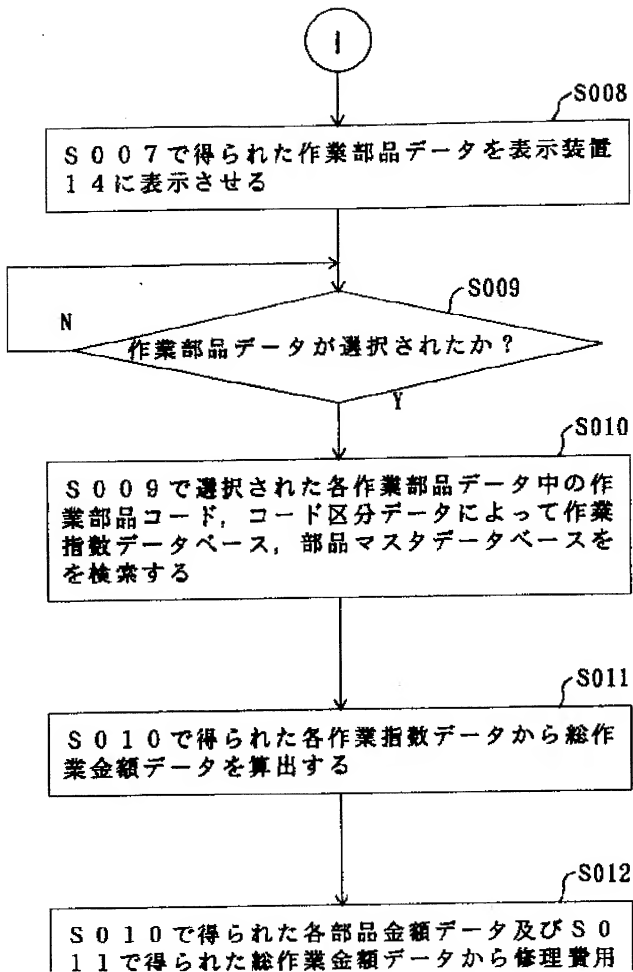 1
S008
S007で得られた作業部品データを表示装置
14に表示させる
S009
N
作業部品データが選択されたか?
Y
S010
S009で選択された各作業部品データ中の作
業部品コード,コード区分データによって作業
指数データベース,部品マスタデータベースを
を検索する
S011
S010で得られた各作業指数データから総作
業金額データを算出する
S012
S010で得られた各部品金額データ及びS0
11で得られた総作業金額データから修理費用